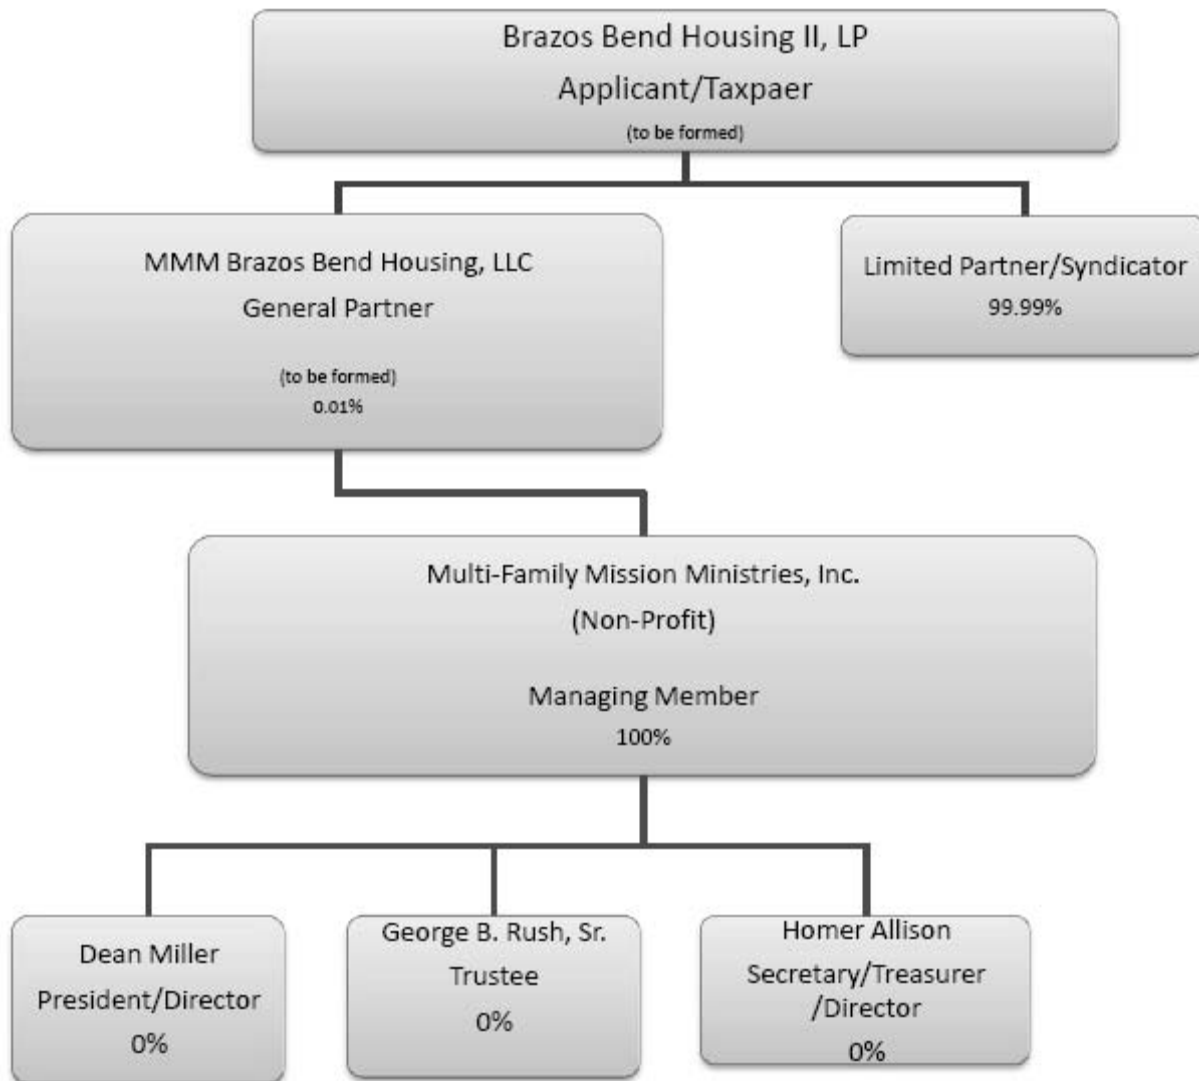 Brazos Bend Housing II, LP
Applicant/Taxpaer
(to be formed)
MMM Brazos Bend Housing, LLC
General Partner
(to be formed)
0.01%
Limited Partner/Syndicator
99.99%
Multi-Family Mission Ministries, Inc.
(Non-Profit)
Managing Member
100%
Dean Miller
President/Director
0%
George B. Rush, Sr.
Trustee
0%
Homer Allison
Secretary/Treasurer
/Director
0%